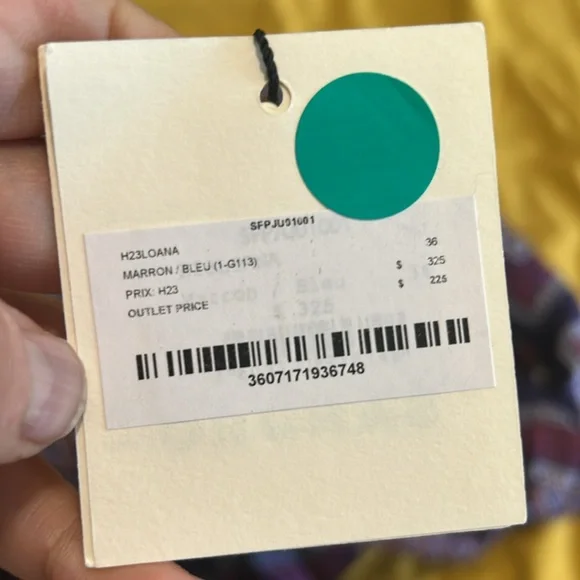 SFPJU01601
H23LOANA 36
MARRON / BLEU (1-G113) $ 325
PRIX: H23 $ 225
OUTLET PRICE
3607171936748